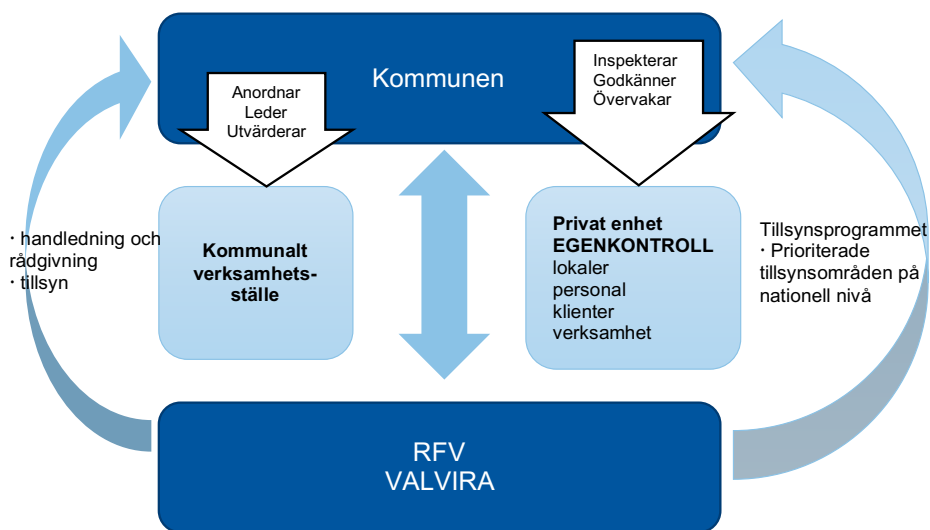 Kommunen
Anordnar
Leder
Utvärderar
Inspekterar
Godkänner
Övervakar
· handledning och
rådgivning
· tillsyn
Kommunalt
verksamhets-
ställe
Privat enhet
EGENKONTROLL
lokaler
personal
klienter
verksamhet
Tillsynsprogrammet
· Prioriterade
tillsynsområden på
nationell nivå
RFV
VALVIRA